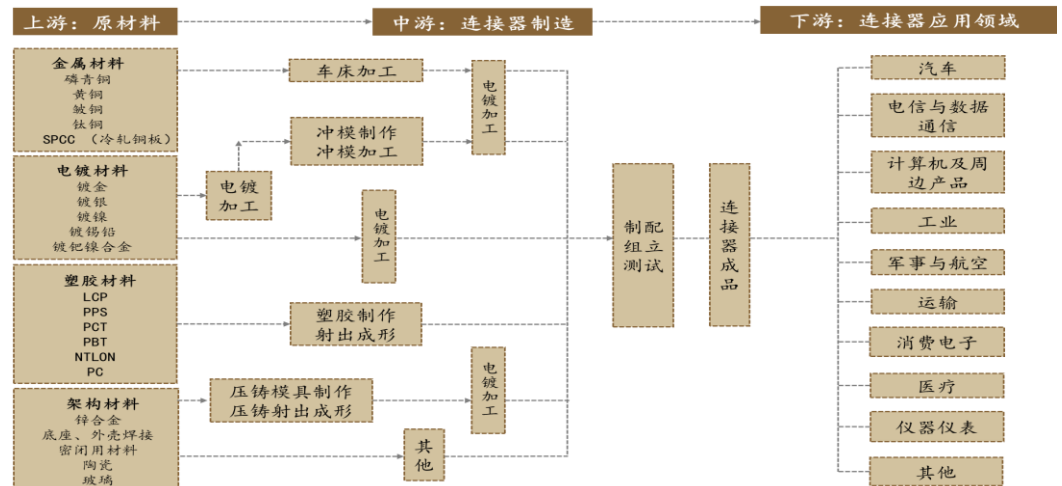 上游：原材料
中游：连接器制造
下游：连接器应用领域
金属材料
磷青铜
黄铜
皱铜
钛铜
SPCC （冷轧铜板）
电镀材料
镀金
镀银
镀镍
镀锡铅
镀钯镍合金
塑胶材料
LCP
PPS
PCT
PBT
NTLON
PC
架构材料
锌合金
底座、外壳焊接
密闭用材料
陶瓷
玻璃
车床加工
冲模制作
冲模加工
电镀加工
电镀
加工
电镀加工
塑胶制作
射出成形
压铸模具制作
压铸射出成形
电镀加工
其他
制配
组立
测试
连接器成品
汽车
电信与数据
通信
计算机及周
边产品
工业
军事与航空
运输
消费电子
医疗
仪器仪表
其他